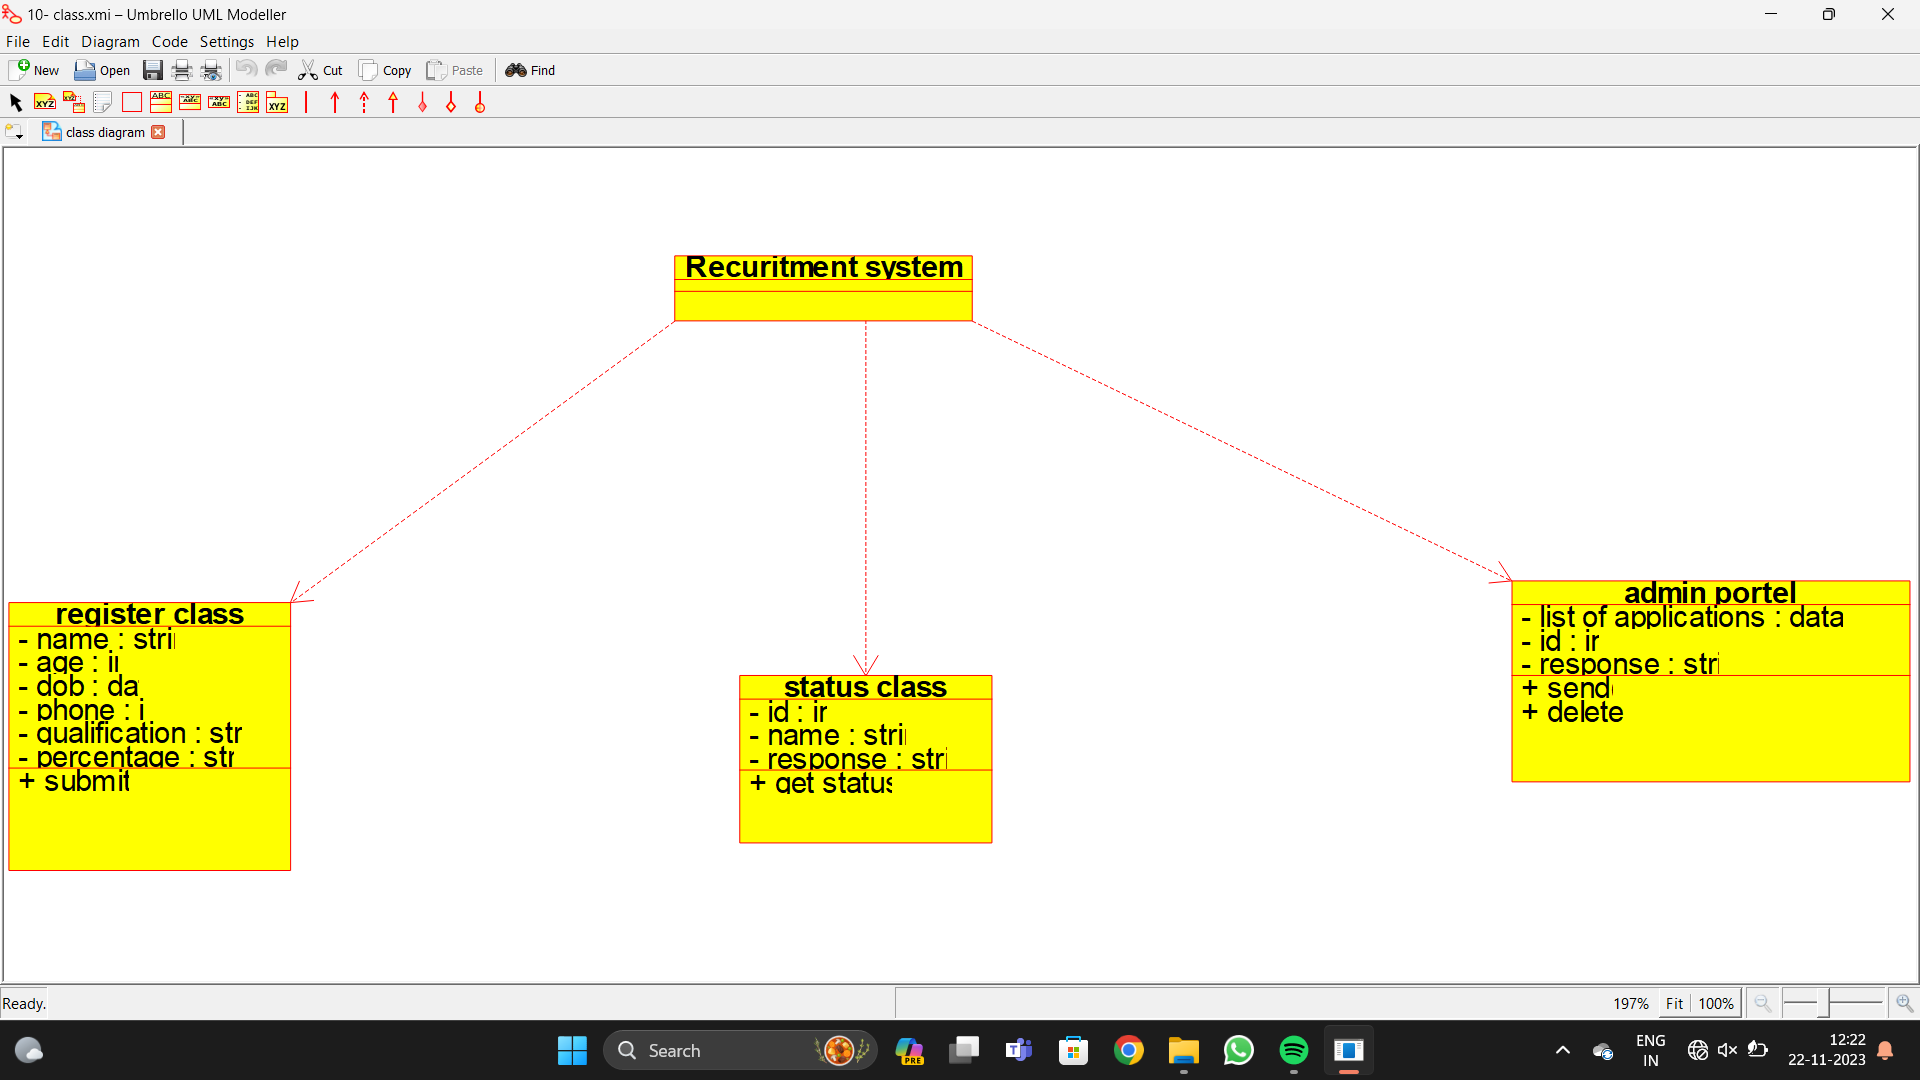 10- class.xmi – Umbrello UML Modeller
File Edit Diagram Code Settings Help
New Open Cut Copy Paste Find
class diagram
Recuritment system
register class
- name : stri
- age : i
- dob : da
- phone : i
- qualification : str
- percentage : str
+ submit
status class
- id : ir
- name : stri
- response : stri
+ get status
admin portel
- list of applications : data
- id : ir
- response : stri
+ send
+ delete
Ready.
197% Fit 100%
Search
PRE
ENG
IN
12:22
22-11-2023